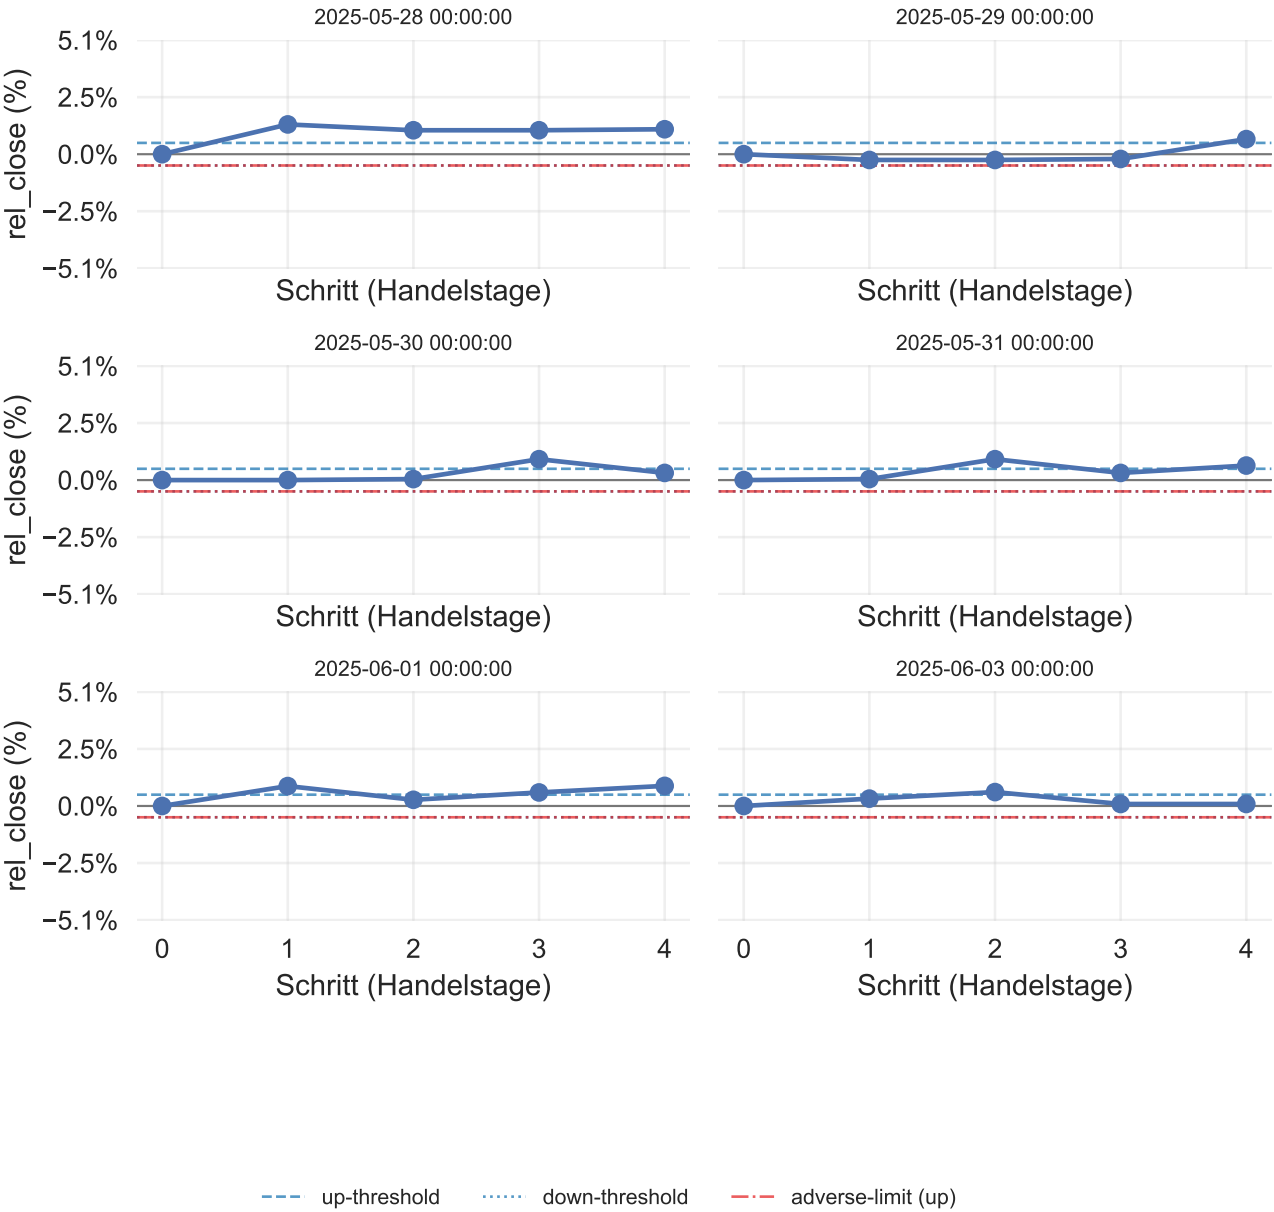 2025-05-28 00:00:00
2025-05-29 00:00:00
rel_close (%)
5.1%
2.5%
0.0%
−2.5%
−5.1%
Schritt (Handelstage)
Schritt (Handelstage)
2025-05-30 00:00:00
2025-05-31 00:00:00
rel_close (%)
5.1%
2.5%
0.0%
−2.5%
−5.1%
Schritt (Handelstage)
Schritt (Handelstage)
2025-06-01 00:00:00
2025-06-03 00:00:00
rel_close (%)
5.1%
2.5%
0.0%
−2.5%
−5.1%
0 1 2 3 4
0 1 2 3 4
Schritt (Handelstage)
Schritt (Handelstage)
up-threshold down-threshold adverse-limit (up)